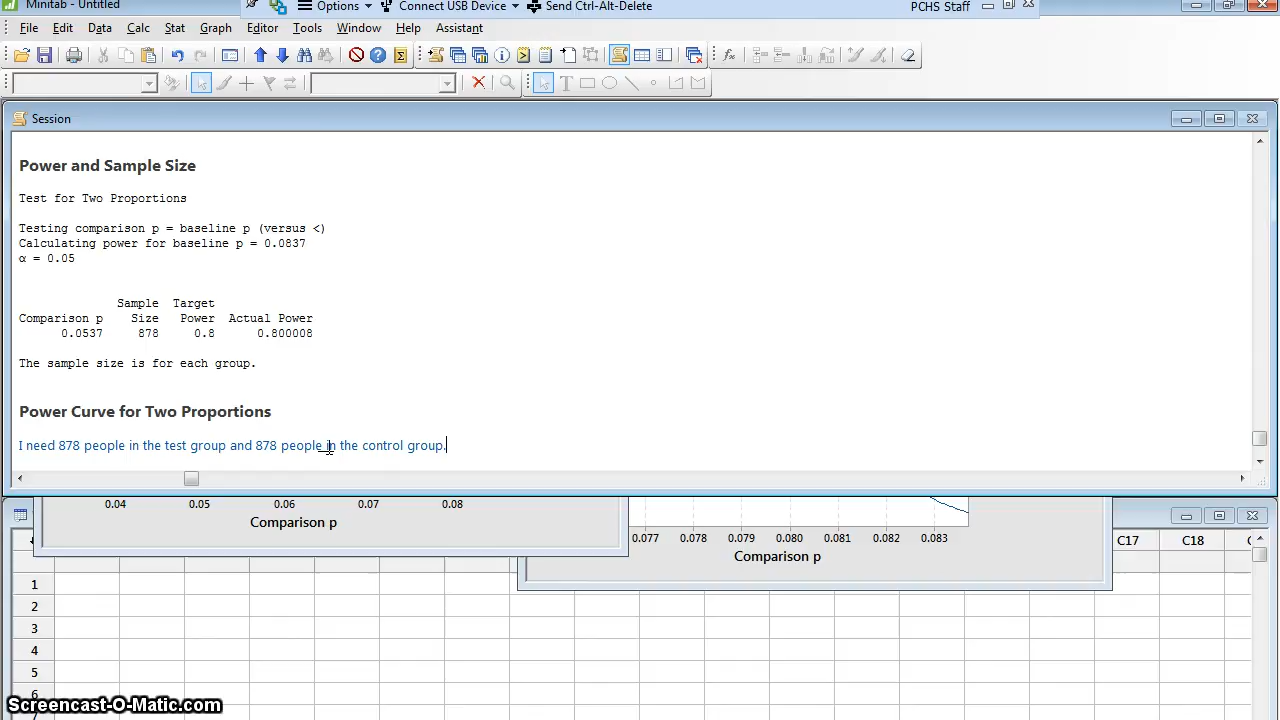 Minitab - Untitled
Options
Connect USB Device
Send Ctrl-Alt-Delete
PCHS Staff
File Edit Data Calc Stat Graph Editor Tools Window Help Assistant
Session
Power and Sample Size
Test for Two Proportions
Testing comparison p = baseline p (versus <)
Calculating power for baseline p = 0.0837
α = 0.05
Sample Target
Comparison p Size Power Actual Power
0.0537 878 0.8 0.800008
The sample size is for each group.
Power Curve for Two Proportions
I need 878 people in the test group and 878 people in the control group.
0.04 0.05 0.06 0.07 0.08
Comparison p
0.077 0.078 0.079 0.080 0.081 0.082 0.083
Comparison p
C17 C18
1
2
3
4
5
6
7
Screencast-O-Matic.com